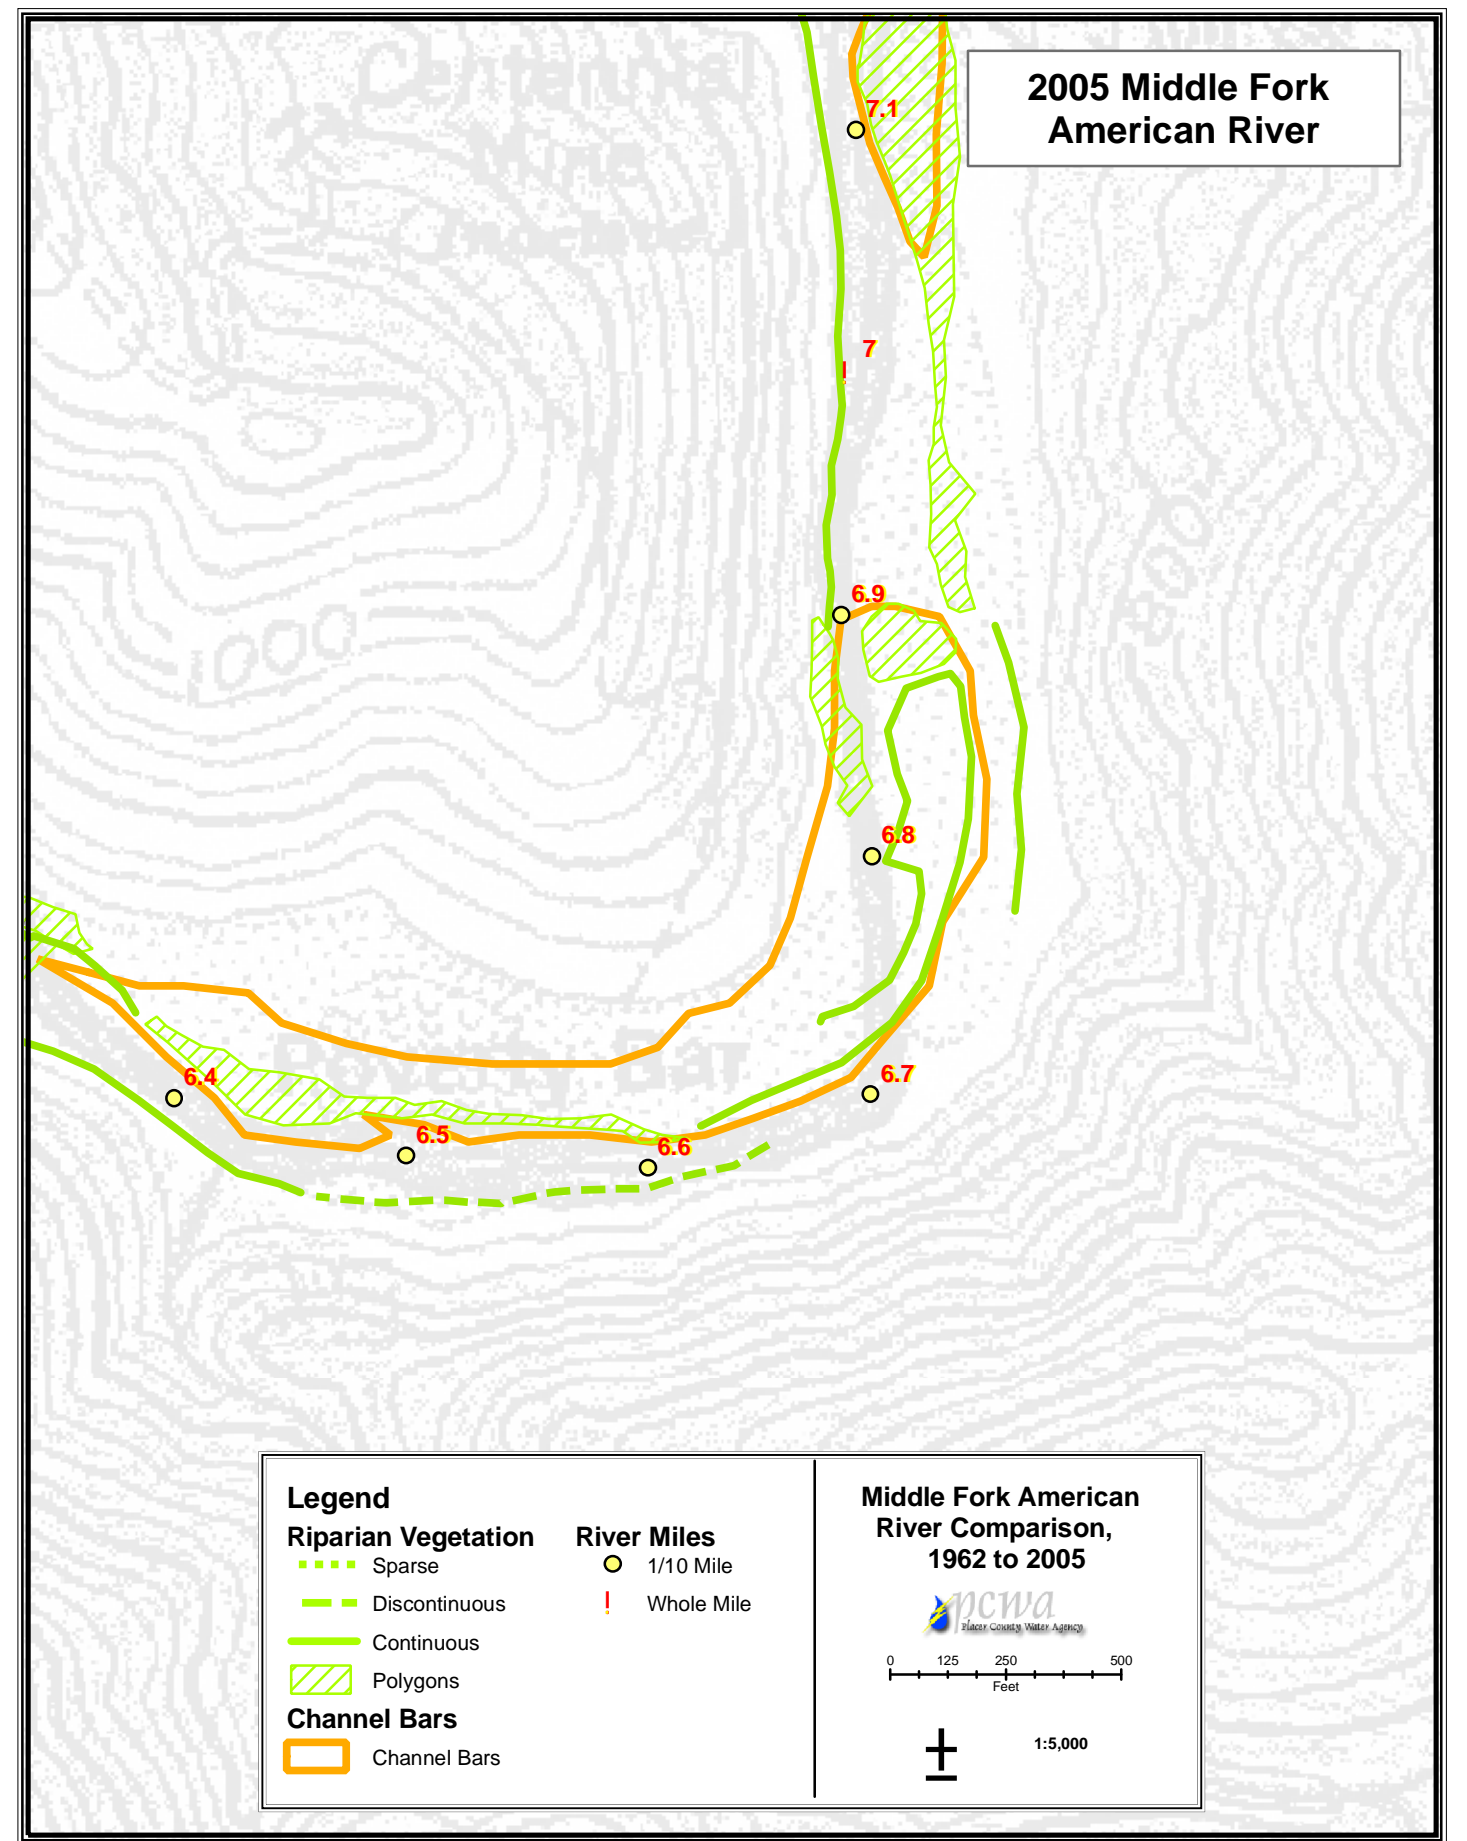 2005 Middle Fork
American River
7.1
7
6.9
6.8
6.7
6.4
6.5
6.6
Legend
Riparian Vegetation
Sparse
Discontinuous
Continuous
Polygons
Channel Bars
Channel Bars
River Miles
1/10 Mile
Whole Mile
Middle Fork American
River Comparison,
1962 to 2005
pcwa
Placer County Water Agency
0 125 250 500
Feet
1:5,000